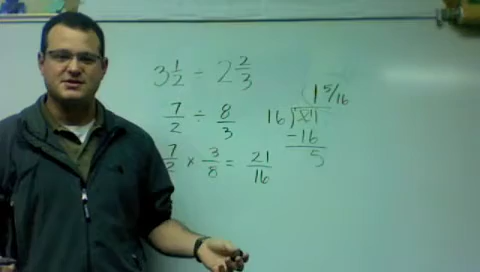 3 1/2 ÷ 2 2/3
7/2 ÷ 8/3
7/2 × 3/8 = 21/16
1 5/16
16 ) 21
-16
5